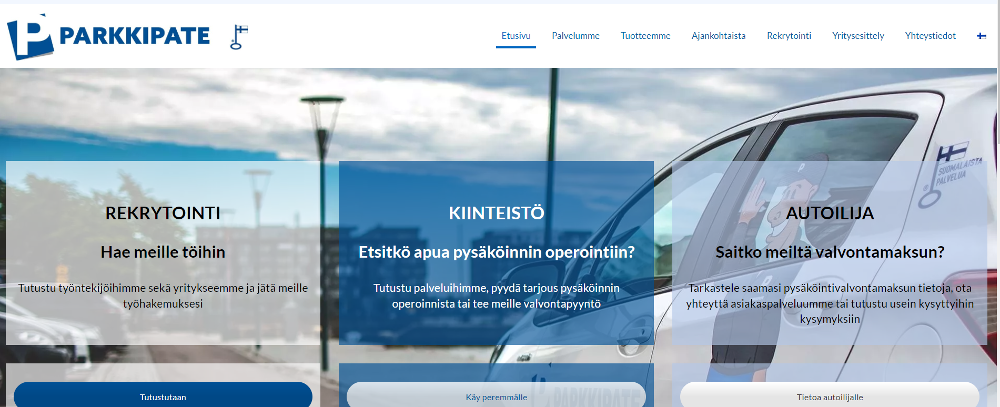 PARKKIPATE
Etusivu
Palvelumme
Tuotteemme
Ajankohtaista
Rekrytointi
Yritysesittely
Yhteystiedot
SUOMALAISTA
PALVELUA
REKRYTOINTI
Hae meille töihin
Tutustu työntekijöihimme sekä yritykseemme ja jätä meille
työhakemuksesi
Tutustutaan
KIINTEISTÖ
Etsitkö apua pysäköinnin operointiin?
Tutustu palveluihimme, pyydä tarjous pysäköinnin
operoinnista tai tee meille valvontapyyntö
Käy peremmälle
PARKKIPATE
AUTOILIJA
Saitko meiltä valvontamaksun?
Tarkastele saamasi pysäköintivalvontamaksun tietoja, ota
yhteyttä asiakaspalveluumme tai tutustu usein kysyttyihin
kysymyksiin
Tietoa autoilijalle